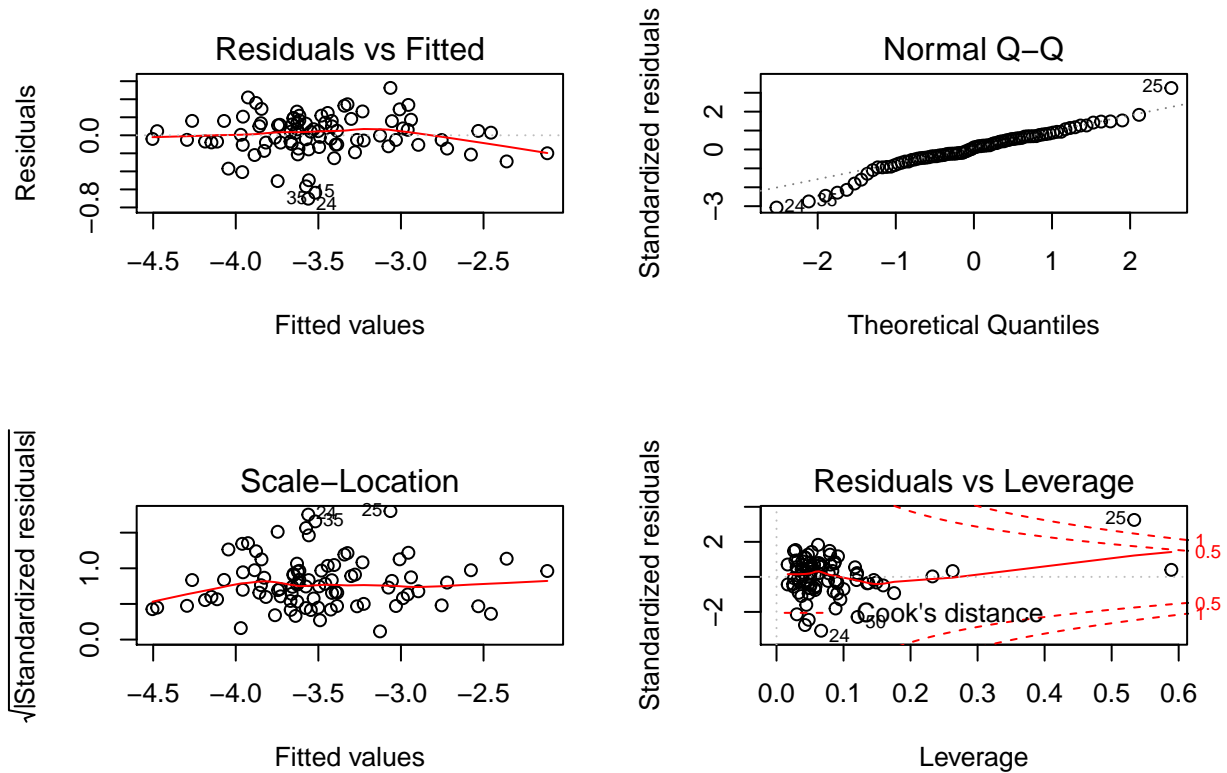 Residuals vs Fitted
Residuals
0.0
−0.8
35
15
24
−4.5 −4.0 −3.5 −3.0 −2.5
Fitted values
Normal Q−Q
Standardized residuals
2
0
−3
25
24
−2 −1 0 1 2
Theoretical Quantiles
Scale−Location
√|Standardized residuals|
1.0
0.0
24
35
25
−4.5 −4.0 −3.5 −3.0 −2.5
Fitted values
Residuals vs Leverage
Standardized residuals
2
0
−2
25
1
0.5
0.5
1
Cook's distance
24
0.0 0.1 0.2 0.3 0.4 0.5 0.6
Leverage